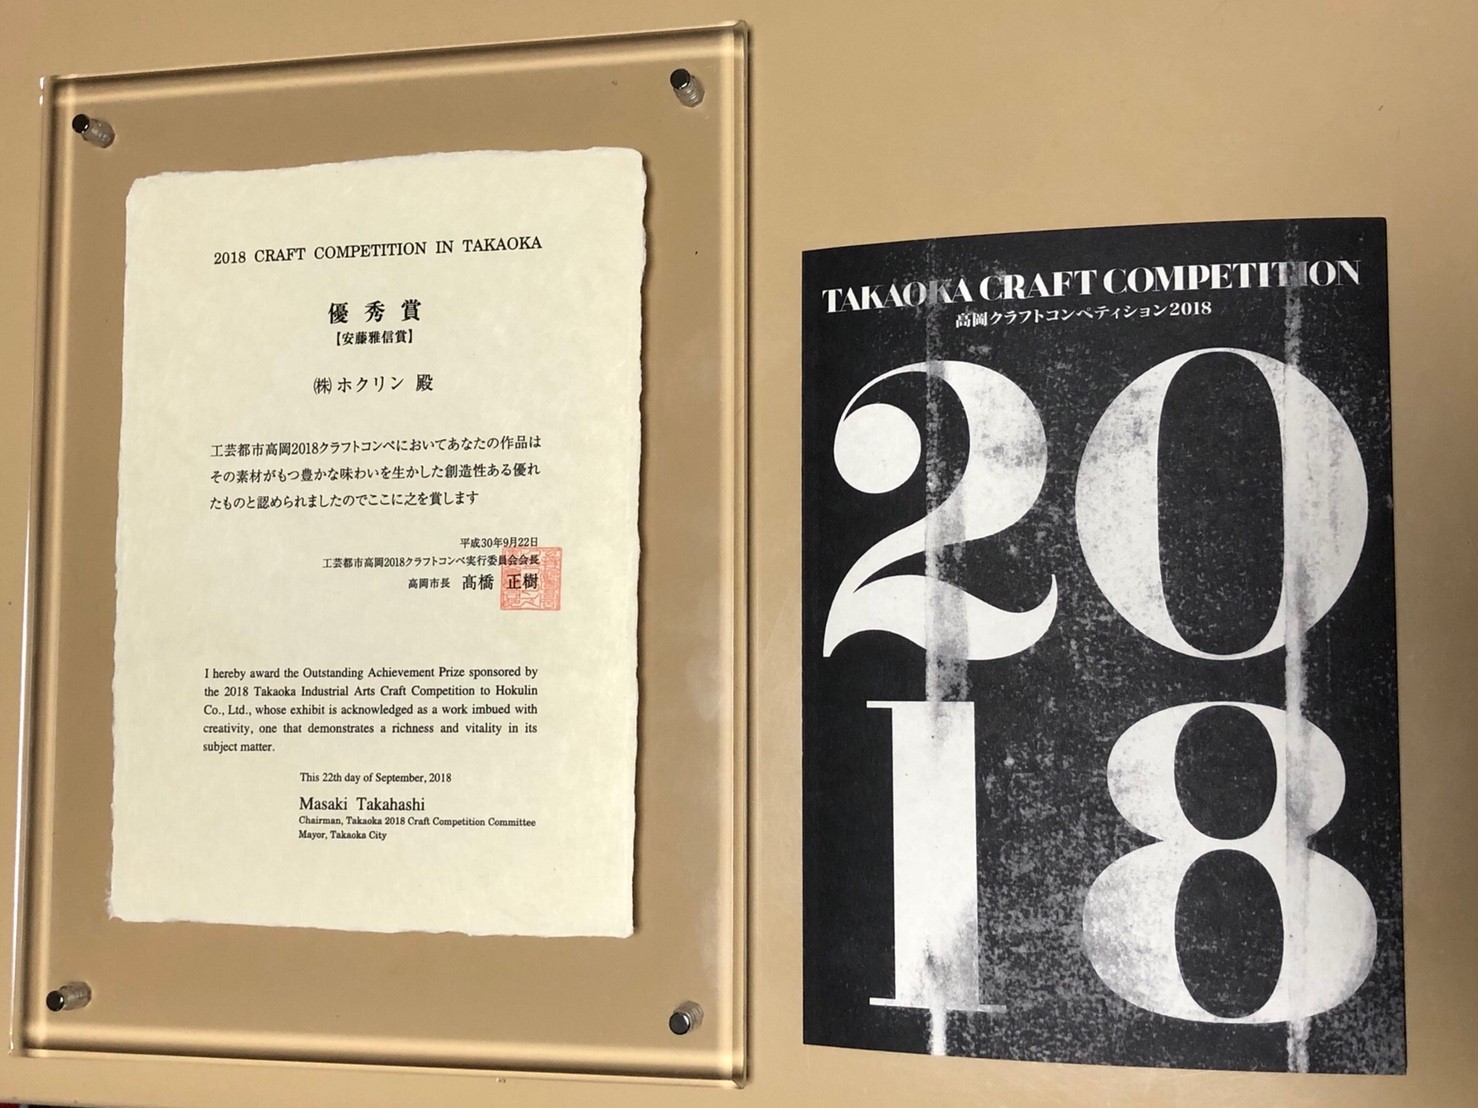 2018 CRAFT COMPETITION IN TAKAOKA
優秀賞
【安藤雅信賞】
㈱ホクリン 殿
工芸都市高岡2018クラフトコンペにおいてあなたの作品は
その素材がもつ豊かな味わいを生かした創造性ある優れ
たものと認められましたのでここに之を賞します
平成30年9月22日
工芸都市高岡2018クラフトコンペ実行委員会会長
高岡市長 髙橋 正樹
I hereby award the Outstanding Achievement Prize sponsored by
the 2018 Takaoka Industrial Arts Craft Competition to Hokulin
Co., Ltd., whose exhibit is acknowledged as a work imbued with
creativity, one that demonstrates a richness and vitality in its
subject matter.
This 22th day of September, 2018
Masaki Takahashi
Chairman, Takaoka 2018 Craft Competition Committee
Mayor, Takaoka City
TAKAOKA CRAFT COMPETITION
高岡クラフトコンペティション2018
20
18